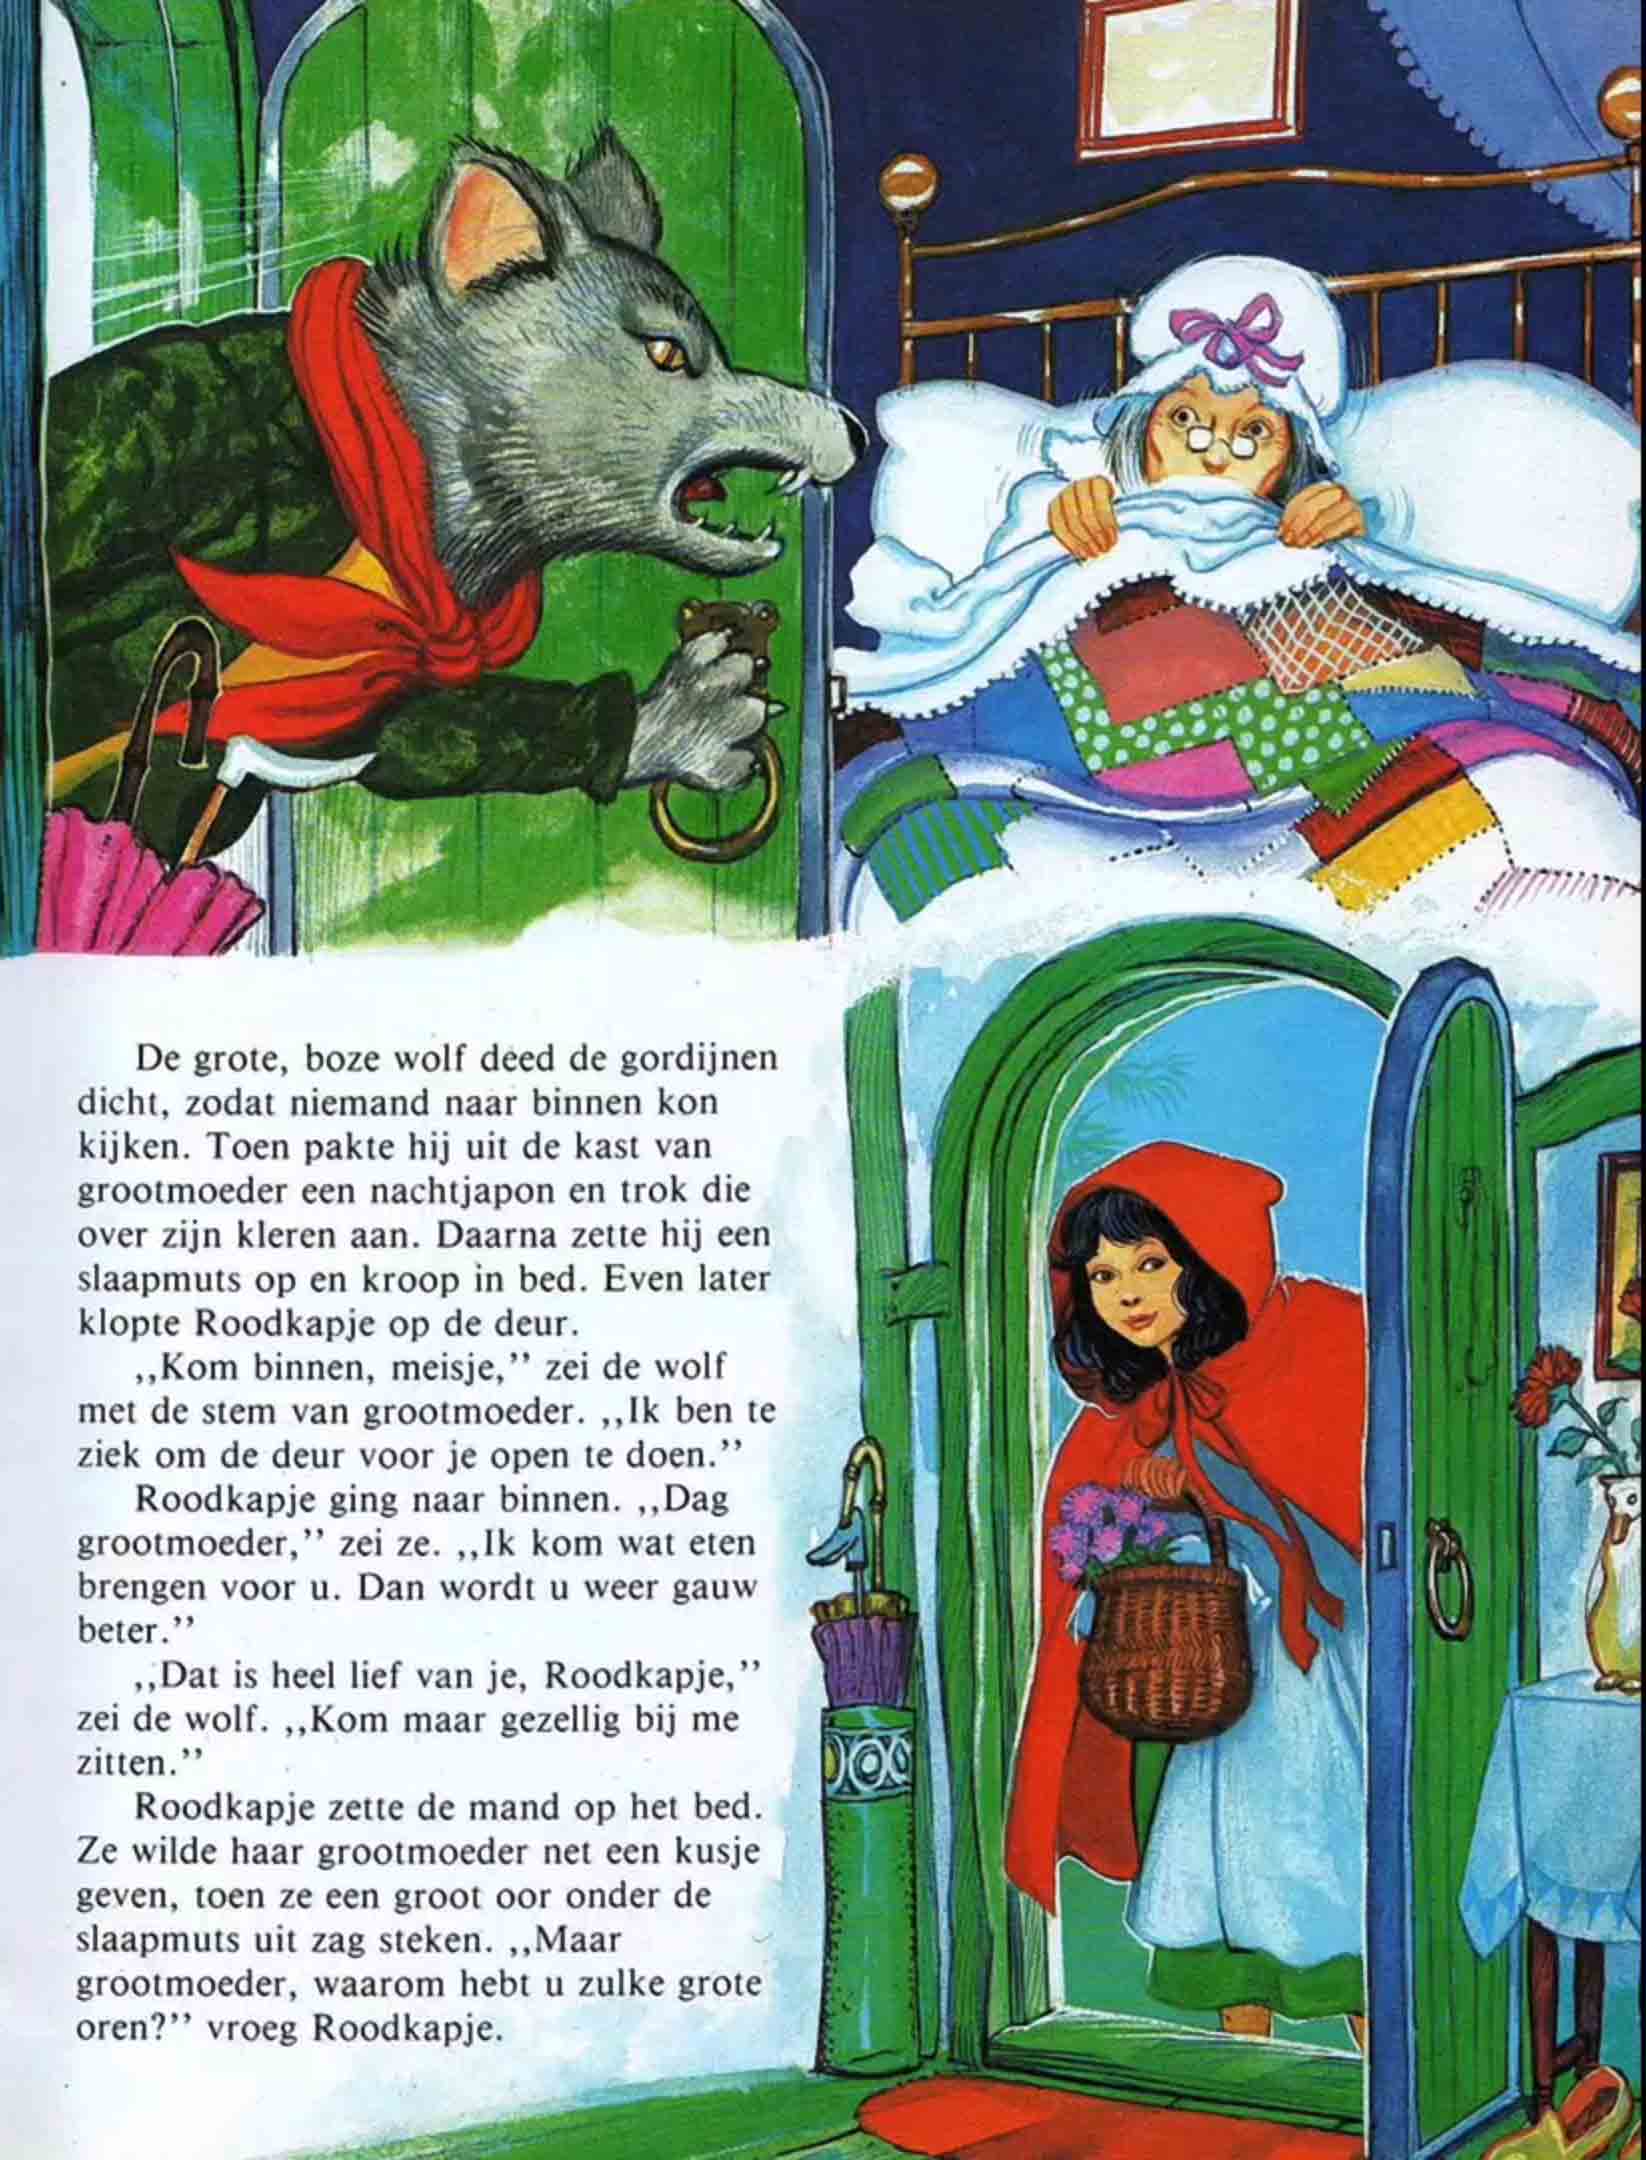 De grote, boze wolf deed de gordijnen
dicht, zodat niemand naar binnen kon
kijken. Toen pakte hij uit de kast van
grootmoeder een nachtjapon en trok die
over zijn kleren aan. Daarna zette hij een
slaapmuts op en kroop in bed. Even later
klopte Roodkapje op de deur.
,,Kom binnen, meisje,’’ zei de wolf
met de stem van grootmoeder. ,,Ik ben te
ziek om de deur voor je open te doen.’’
Roodkapje ging naar binnen. ,,Dag
grootmoeder,’’ zei ze. ,,Ik kom wat eten
brengen voor u. Dan wordt u weer gauw
beter.’’
,,Dat is heel lief van je, Roodkapje,’’
zei de wolf. ,,Kom maar gezellig bij me
zitten.’’
Roodkapje zette de mand op het bed.
Ze wilde haar grootmoeder net een kusje
geven, toen ze een groot oor onder de
slaapmuts uit zag steken. ,,Maar
grootmoeder, waarom hebt u zulke grote
oren?’’ vroeg Roodkapje.